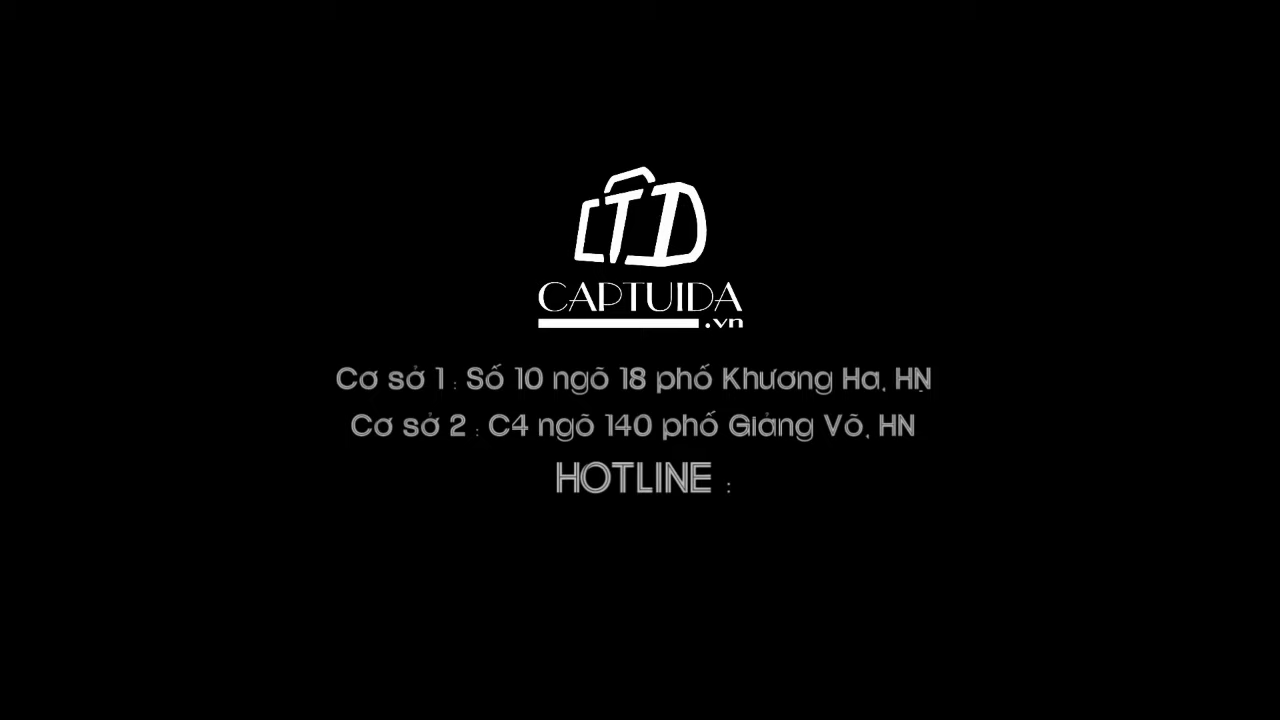 CTD
CAPTUIDA
.vn
Cơ sở 1 : Số 10 ngõ 18 phố Khương Hạ, HN
Cơ sở 2 : C4 ngõ 140 phố Giảng Võ, HN
HOTLINE :